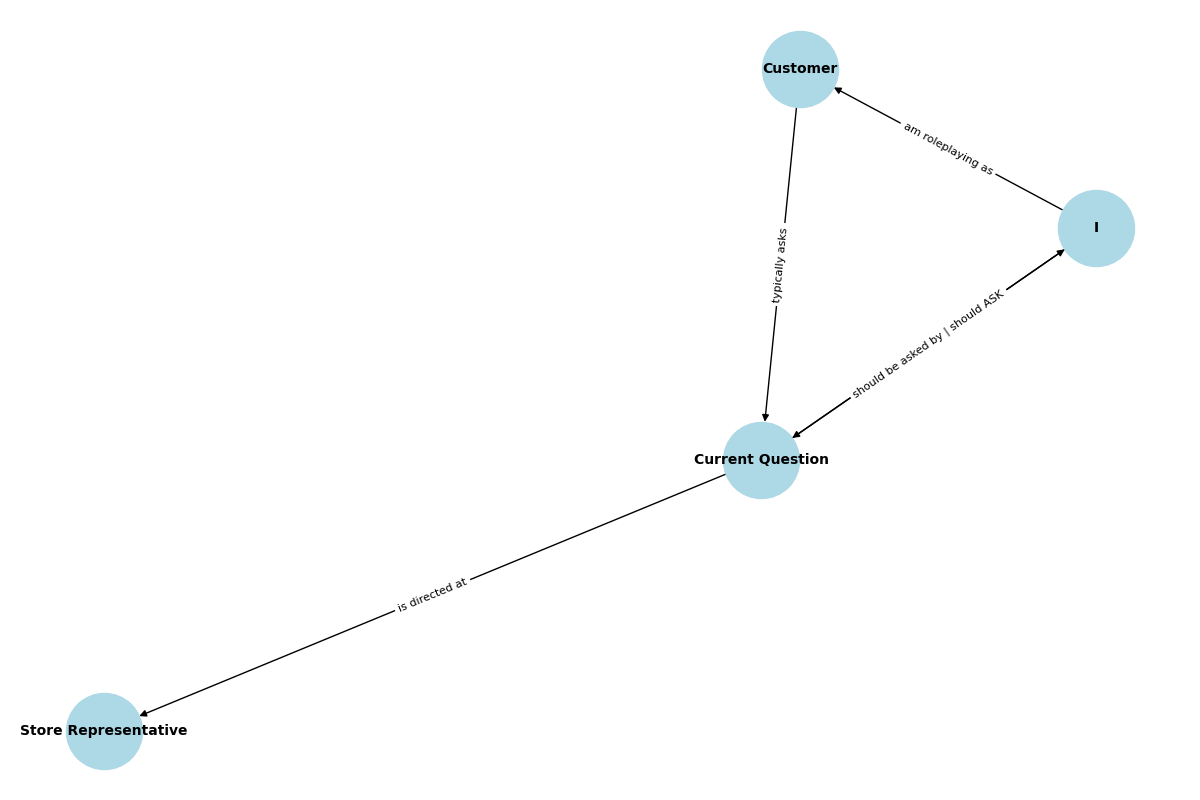 Customer
am roleplaying as
I
typically asks
should be asked by | should ASK
Current Question
is directed at
Store Representative